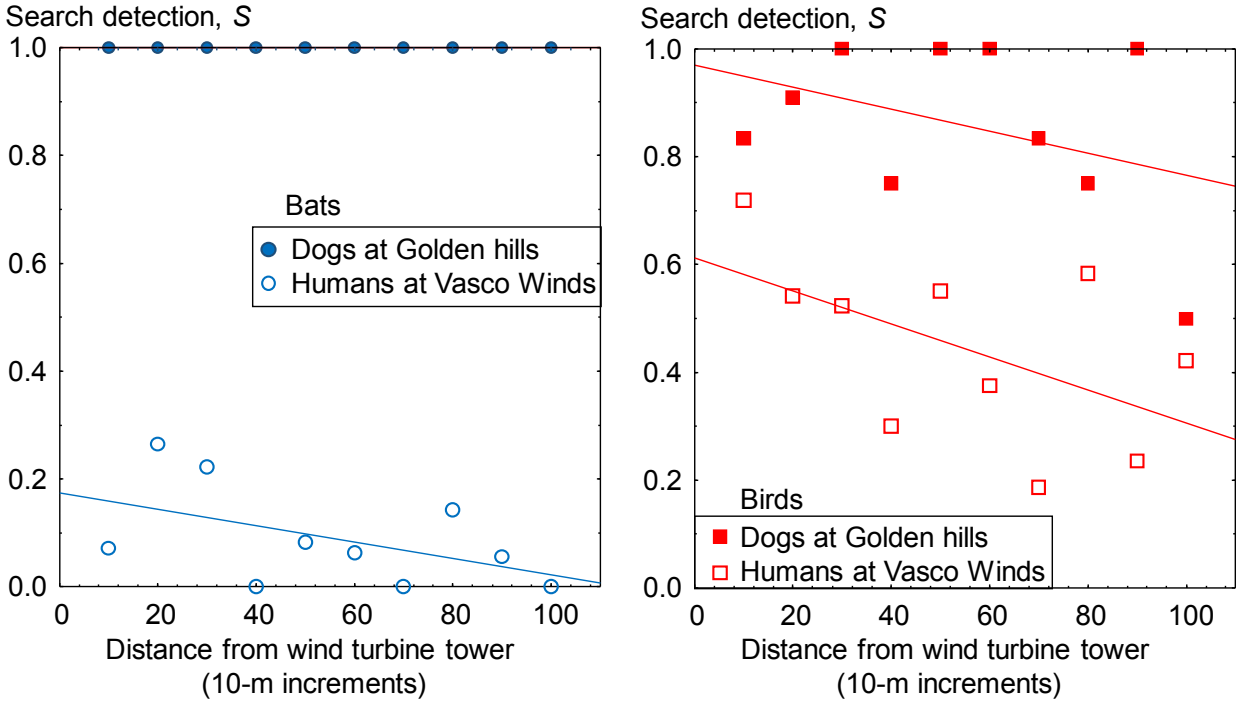 Search detection, S
1.0
0.8
0.6
0.4
0.2
0.0
Bats
Dogs at Golden hills
Humans at Vasco Winds
0 20 40 60 80 100
Distance from wind turbine tower
(10-m increments)
Search detection, S
1.0
0.8
0.6
0.4
0.2
0.0
Birds
Dogs at Golden hills
Humans at Vasco Winds
0 20 40 60 80 100
Distance from wind turbine tower
(10-m increments)